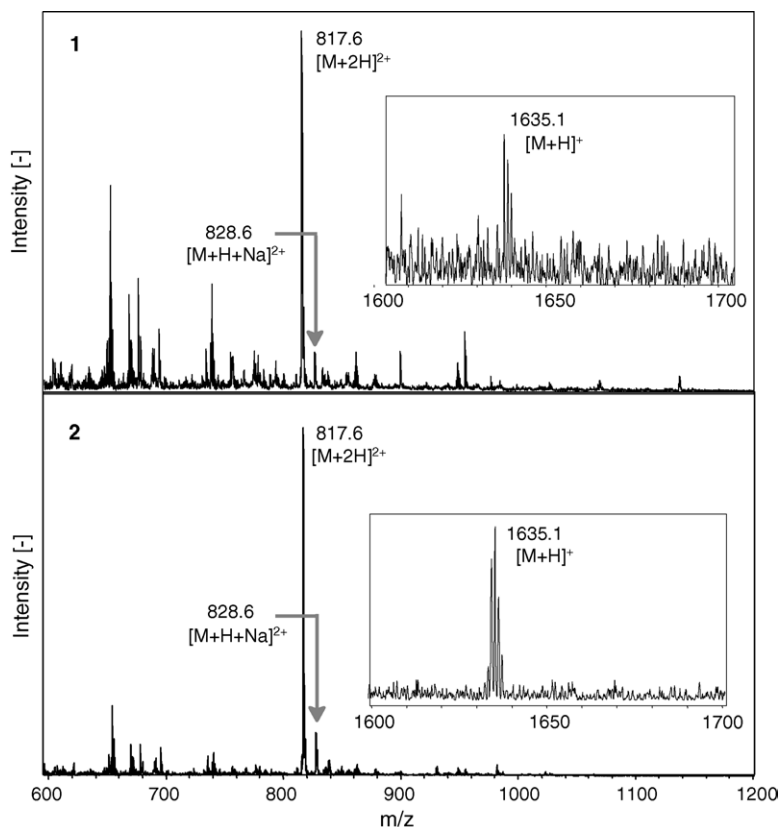 1
817.6
[M+2H]²⁺
1635.1
[M+H]⁺
828.6
[M+H+Na]²⁺
1600 1650 1700
Intensity [-]
2
817.6
[M+2H]²⁺
1635.1
[M+H]⁺
828.6
[M+H+Na]²⁺
1600 1650 1700
Intensity [-]
600 700 800 900 1000 1100 1200
m/z